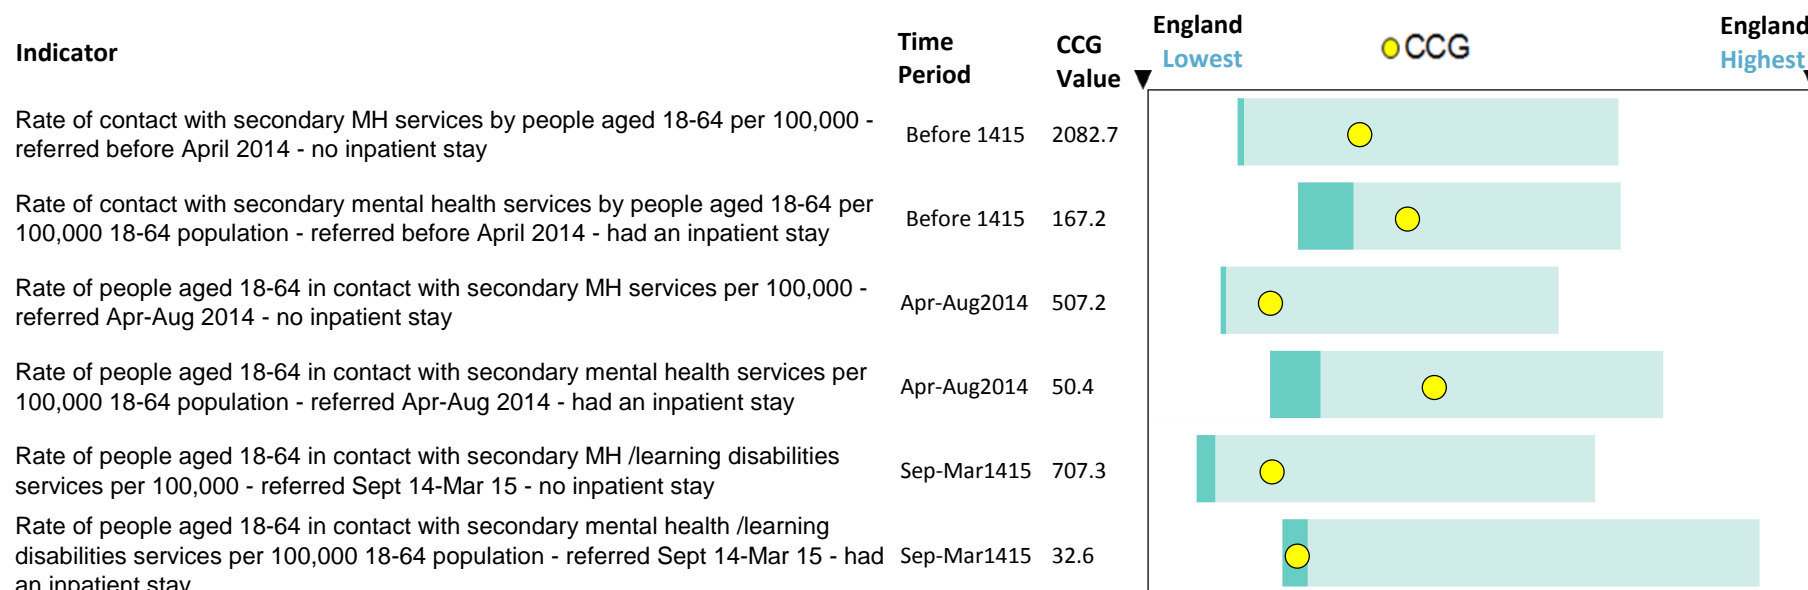 Indicator
Time
Period
CCG
Value
England
Lowest
CCG
England
Highest
Rate of contact with secondary MH services by people aged 18-64 per 100,000 -
referred before April 2014 - no inpatient stay
Before 1415
2082.7
Rate of contact with secondary mental health services by people aged 18-64 per
100,000 18-64 population - referred before April 2014 - had an inpatient stay
Before 1415
167.2
Rate of people aged 18-64 in contact with secondary MH services per 100,000 -
referred Apr-Aug 2014 - no inpatient stay
Apr-Aug2014
507.2
Rate of people aged 18-64 in contact with secondary mental health services per
100,000 18-64 population - referred Apr-Aug 2014 - had an inpatient stay
Apr-Aug2014
50.4
Rate of people aged 18-64 in contact with secondary MH /learning disabilities
services per 100,000 - referred Sept 14-Mar 15 - no inpatient stay
Sep-Mar1415
707.3
Rate of people aged 18-64 in contact with secondary mental health /learning
disabilities services per 100,000 18-64 population - referred Sept 14-Mar 15 - had
an inpatient stay
Sep-Mar1415
32.6